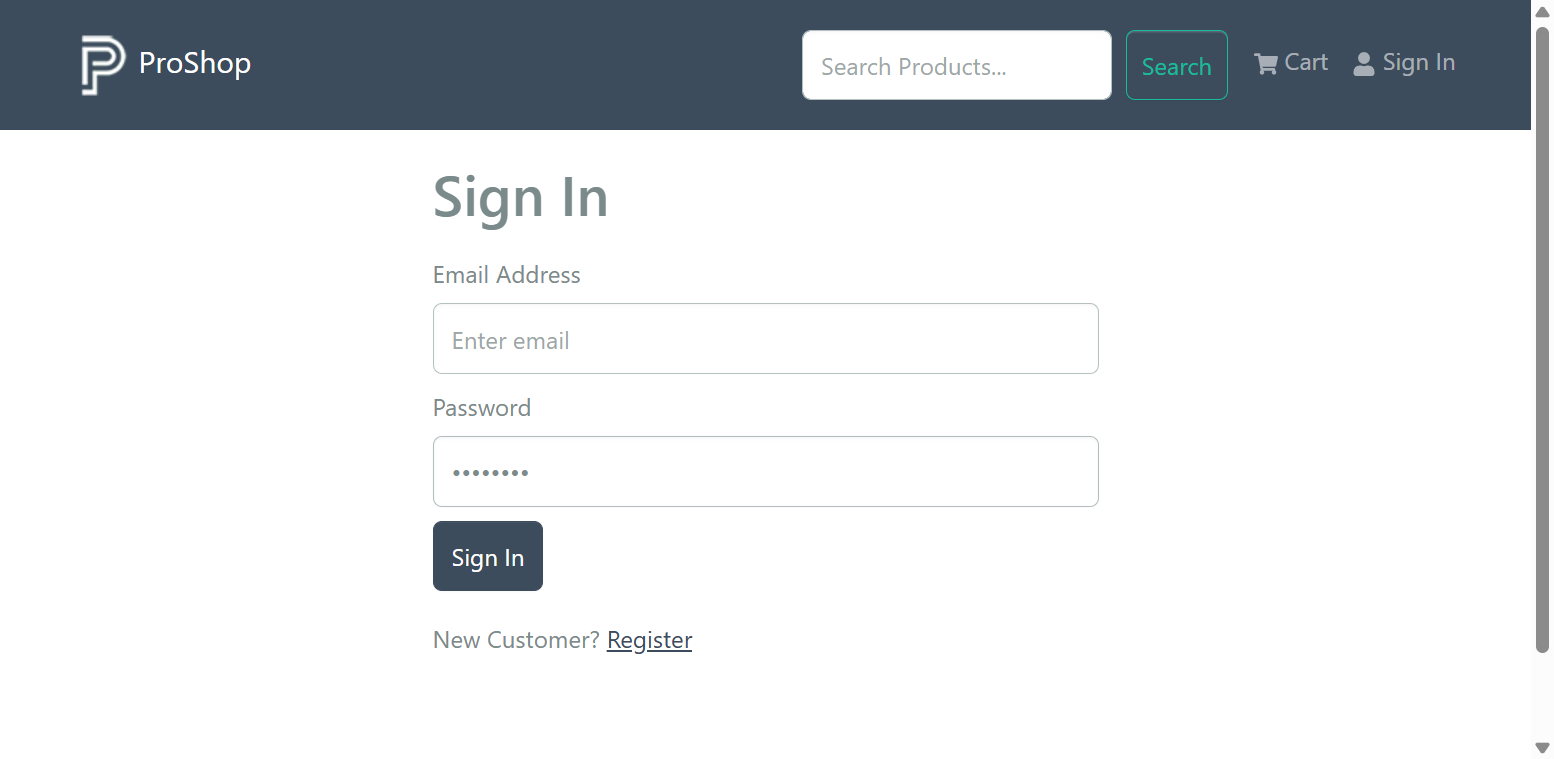 ProShop
Search Products...
Search
Cart
Sign In
Sign In
Email Address
Enter email
Password
••••••••
Sign In
New Customer? Register